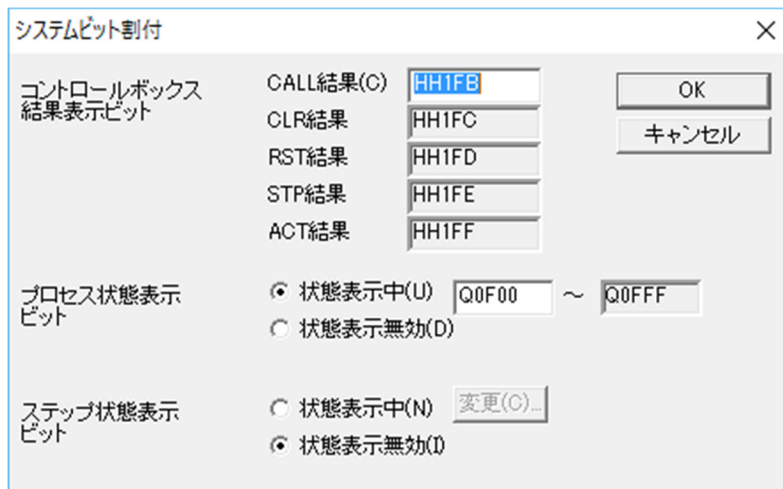 システムビット割付
コントロールボックス
結果表示ビット
CALL結果(C) HH1FB
CLR結果 HH1FC
RST結果 HH1FD
STP結果 HH1FE
ACT結果 HH1FF
OK
キャンセル
プロセス状態表示
ビット
状態表示中(U) Q0F00 ～ Q0FFF
状態表示無効(D)
ステップ状態表示
ビット
状態表示中(N) 変更(C)...
状態表示無効(I)